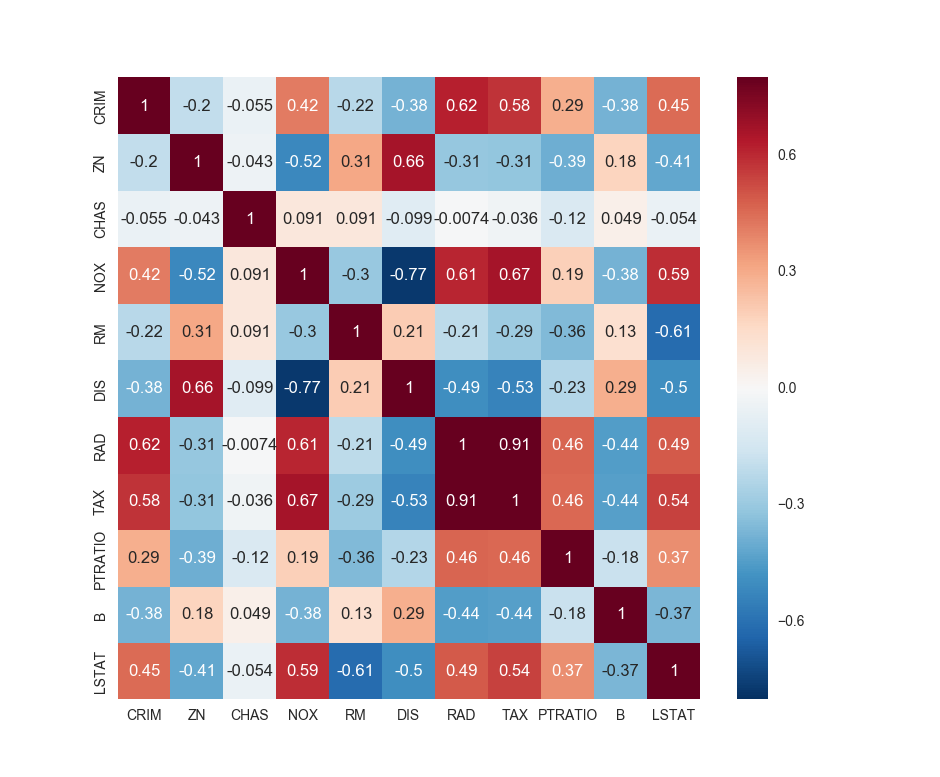 CRIM 1 -0.2 -0.055 0.42 -0.22 -0.38 0.62 0.58 0.29 -0.38 0.45
ZN -0.2 1 -0.043 -0.52 0.31 0.66 -0.31 -0.31 -0.39 0.18 -0.41
CHAS -0.055 -0.043 1 0.091 0.091 -0.099 -0.0074 -0.036 -0.12 0.049 -0.054
NOX 0.42 -0.52 0.091 1 -0.3 -0.77 0.61 0.67 0.19 -0.38 0.59
RM -0.22 0.31 0.091 -0.3 1 0.21 -0.21 -0.29 -0.36 0.13 -0.61
DIS -0.38 0.66 -0.099 -0.77 0.21 1 -0.49 -0.53 -0.23 0.29 -0.5
RAD 0.62 -0.31 -0.0074 0.61 -0.21 -0.49 1 0.91 0.46 -0.44 0.49
TAX 0.58 -0.31 -0.036 0.67 -0.29 -0.53 0.91 1 0.46 -0.44 0.54
PTRATIO 0.29 -0.39 -0.12 0.19 -0.36 -0.23 0.46 0.46 1 -0.18 0.37
B -0.38 0.18 0.049 -0.38 0.13 0.29 -0.44 -0.44 -0.18 1 -0.37
LSTAT 0.45 -0.41 -0.054 0.59 -0.61 -0.5 0.49 0.54 0.37 -0.37 1
CRIM ZN CHAS NOX RM DIS RAD TAX PTRATIO B LSTAT
0.6
0.3
0.0
−0.3
−0.6